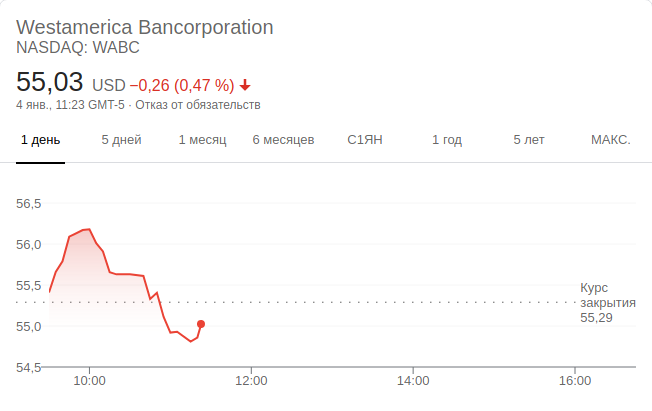 Westamerica Bancorporation
NASDAQ: WABC
55,03 USD −0,26 (0,47 %)
4 янв., 11:23 GMT-5 · Отказ от обязательств
1 день 5 дней 1 месяц 6 месяцев С1ЯН 1 год 5 лет МАКС.
56,5
56,0
55,5
Курс
закрытия
55,29
55,0
54,5
10:00 12:00 14:00 16:00